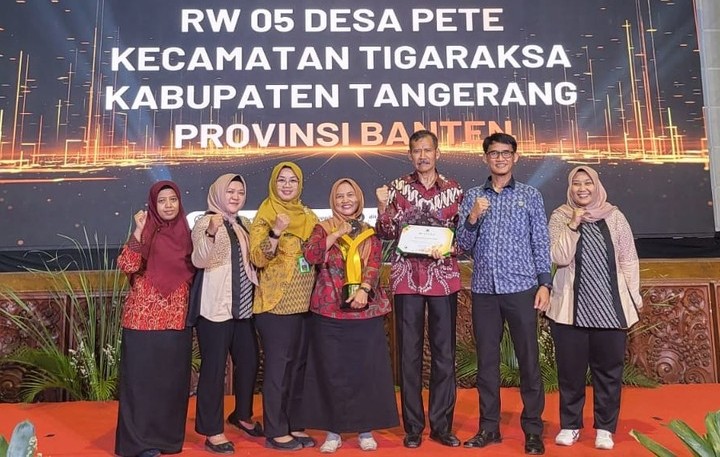 RW 05 DESA PETE
KECAMATAN TIGARAKSA
KABUPATEN TANGERANG
PROVINSI BANTEN